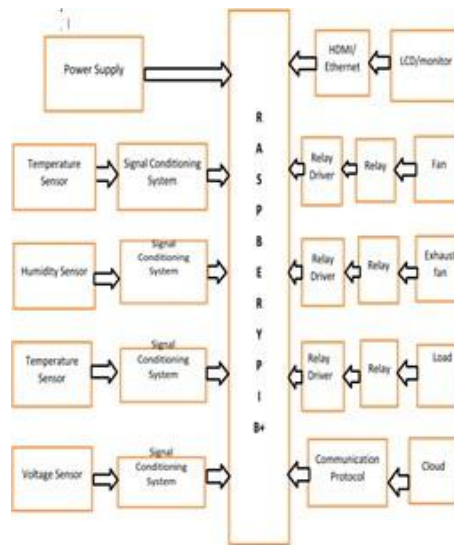 Power Supply
HDMI/
Ethernet
LCD/monitor
Temperature
Sensor
Signal Conditioning
System
Relay
Driver
Relay
Fan
Humidity Sensor
Signal
Conditioning
System
Relay
Driver
Relay
Exhaust
fan
Temperature
Sensor
Signal
Conditioning
System
Relay
Driver
Relay
Load
Voltage Sensor
Signal
Conditioning
System
Communication
Protocol
Cloud
R
A
S
P
B
E
R
R
Y
P
I
B+